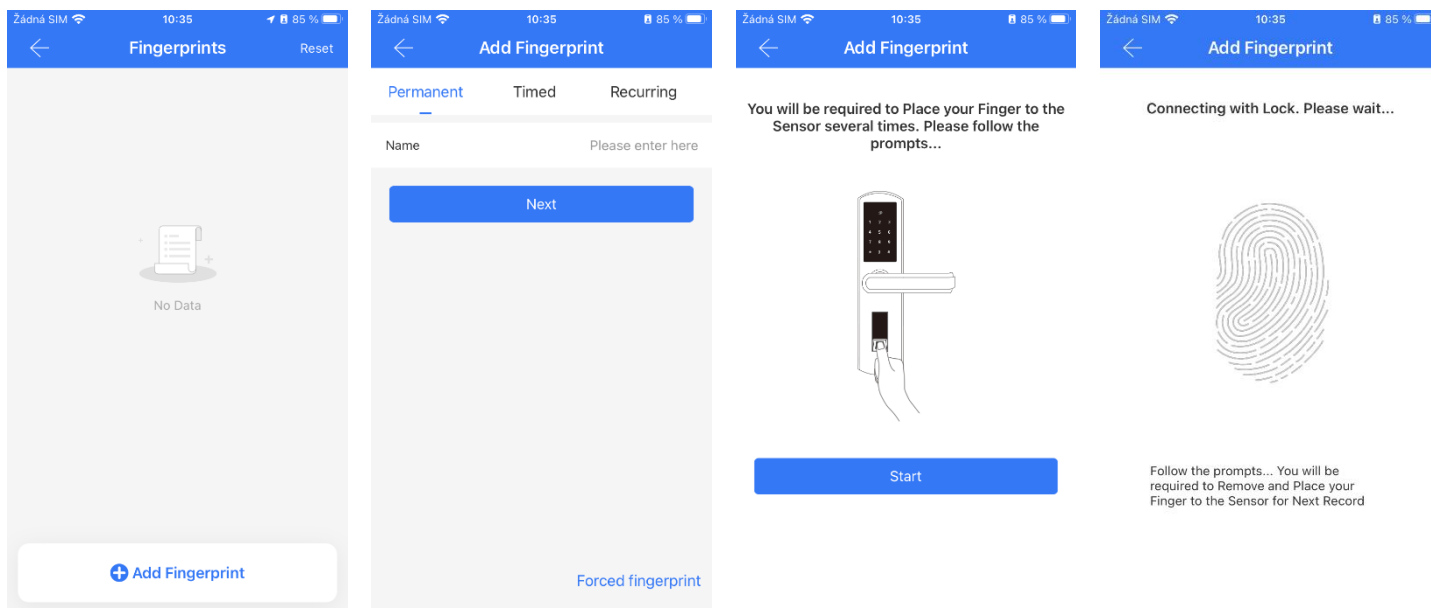 Žádná SIM 10:35 85 %
Fingerprints Reset
No Data
Add Fingerprint
Žádná SIM 10:35 85 %
Add Fingerprint
Permanent Timed Recurring
Name Please enter here
Next
Forced fingerprint
Žádná SIM 10:35 85 %
Add Fingerprint
You will be required to Place your Finger to the
Sensor several times. Please follow the
prompts...
Start
Žádná SIM 10:35 85 %
Add Fingerprint
Connecting with Lock. Please wait...
Follow the prompts... You will be
required to Remove and Place your
Finger to the Sensor for Next Record